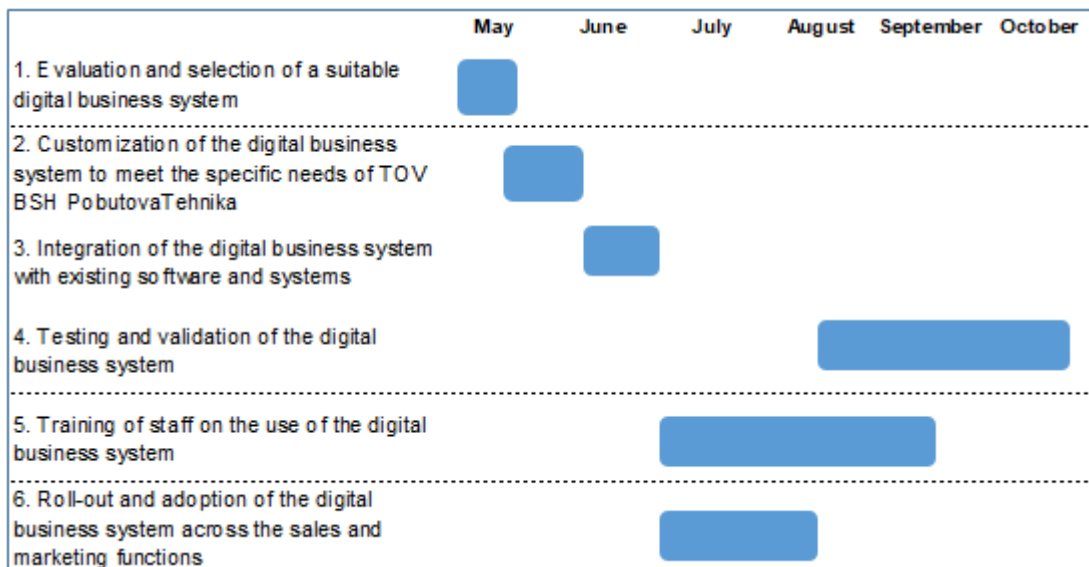 May June July August September October
1. Evaluation and selection of a suitable
digital business system
2. Customization of the digital business
system to meet the specific needs of TOV
BSH PobutovaTehnika
3. Integration of the digital business system
with existing software and systems
4. Testing and validation of the digital
business system
5. Training of staff on the use of the digital
business system
6. Roll-out and adoption of the digital
business system across the sales and
marketing functions